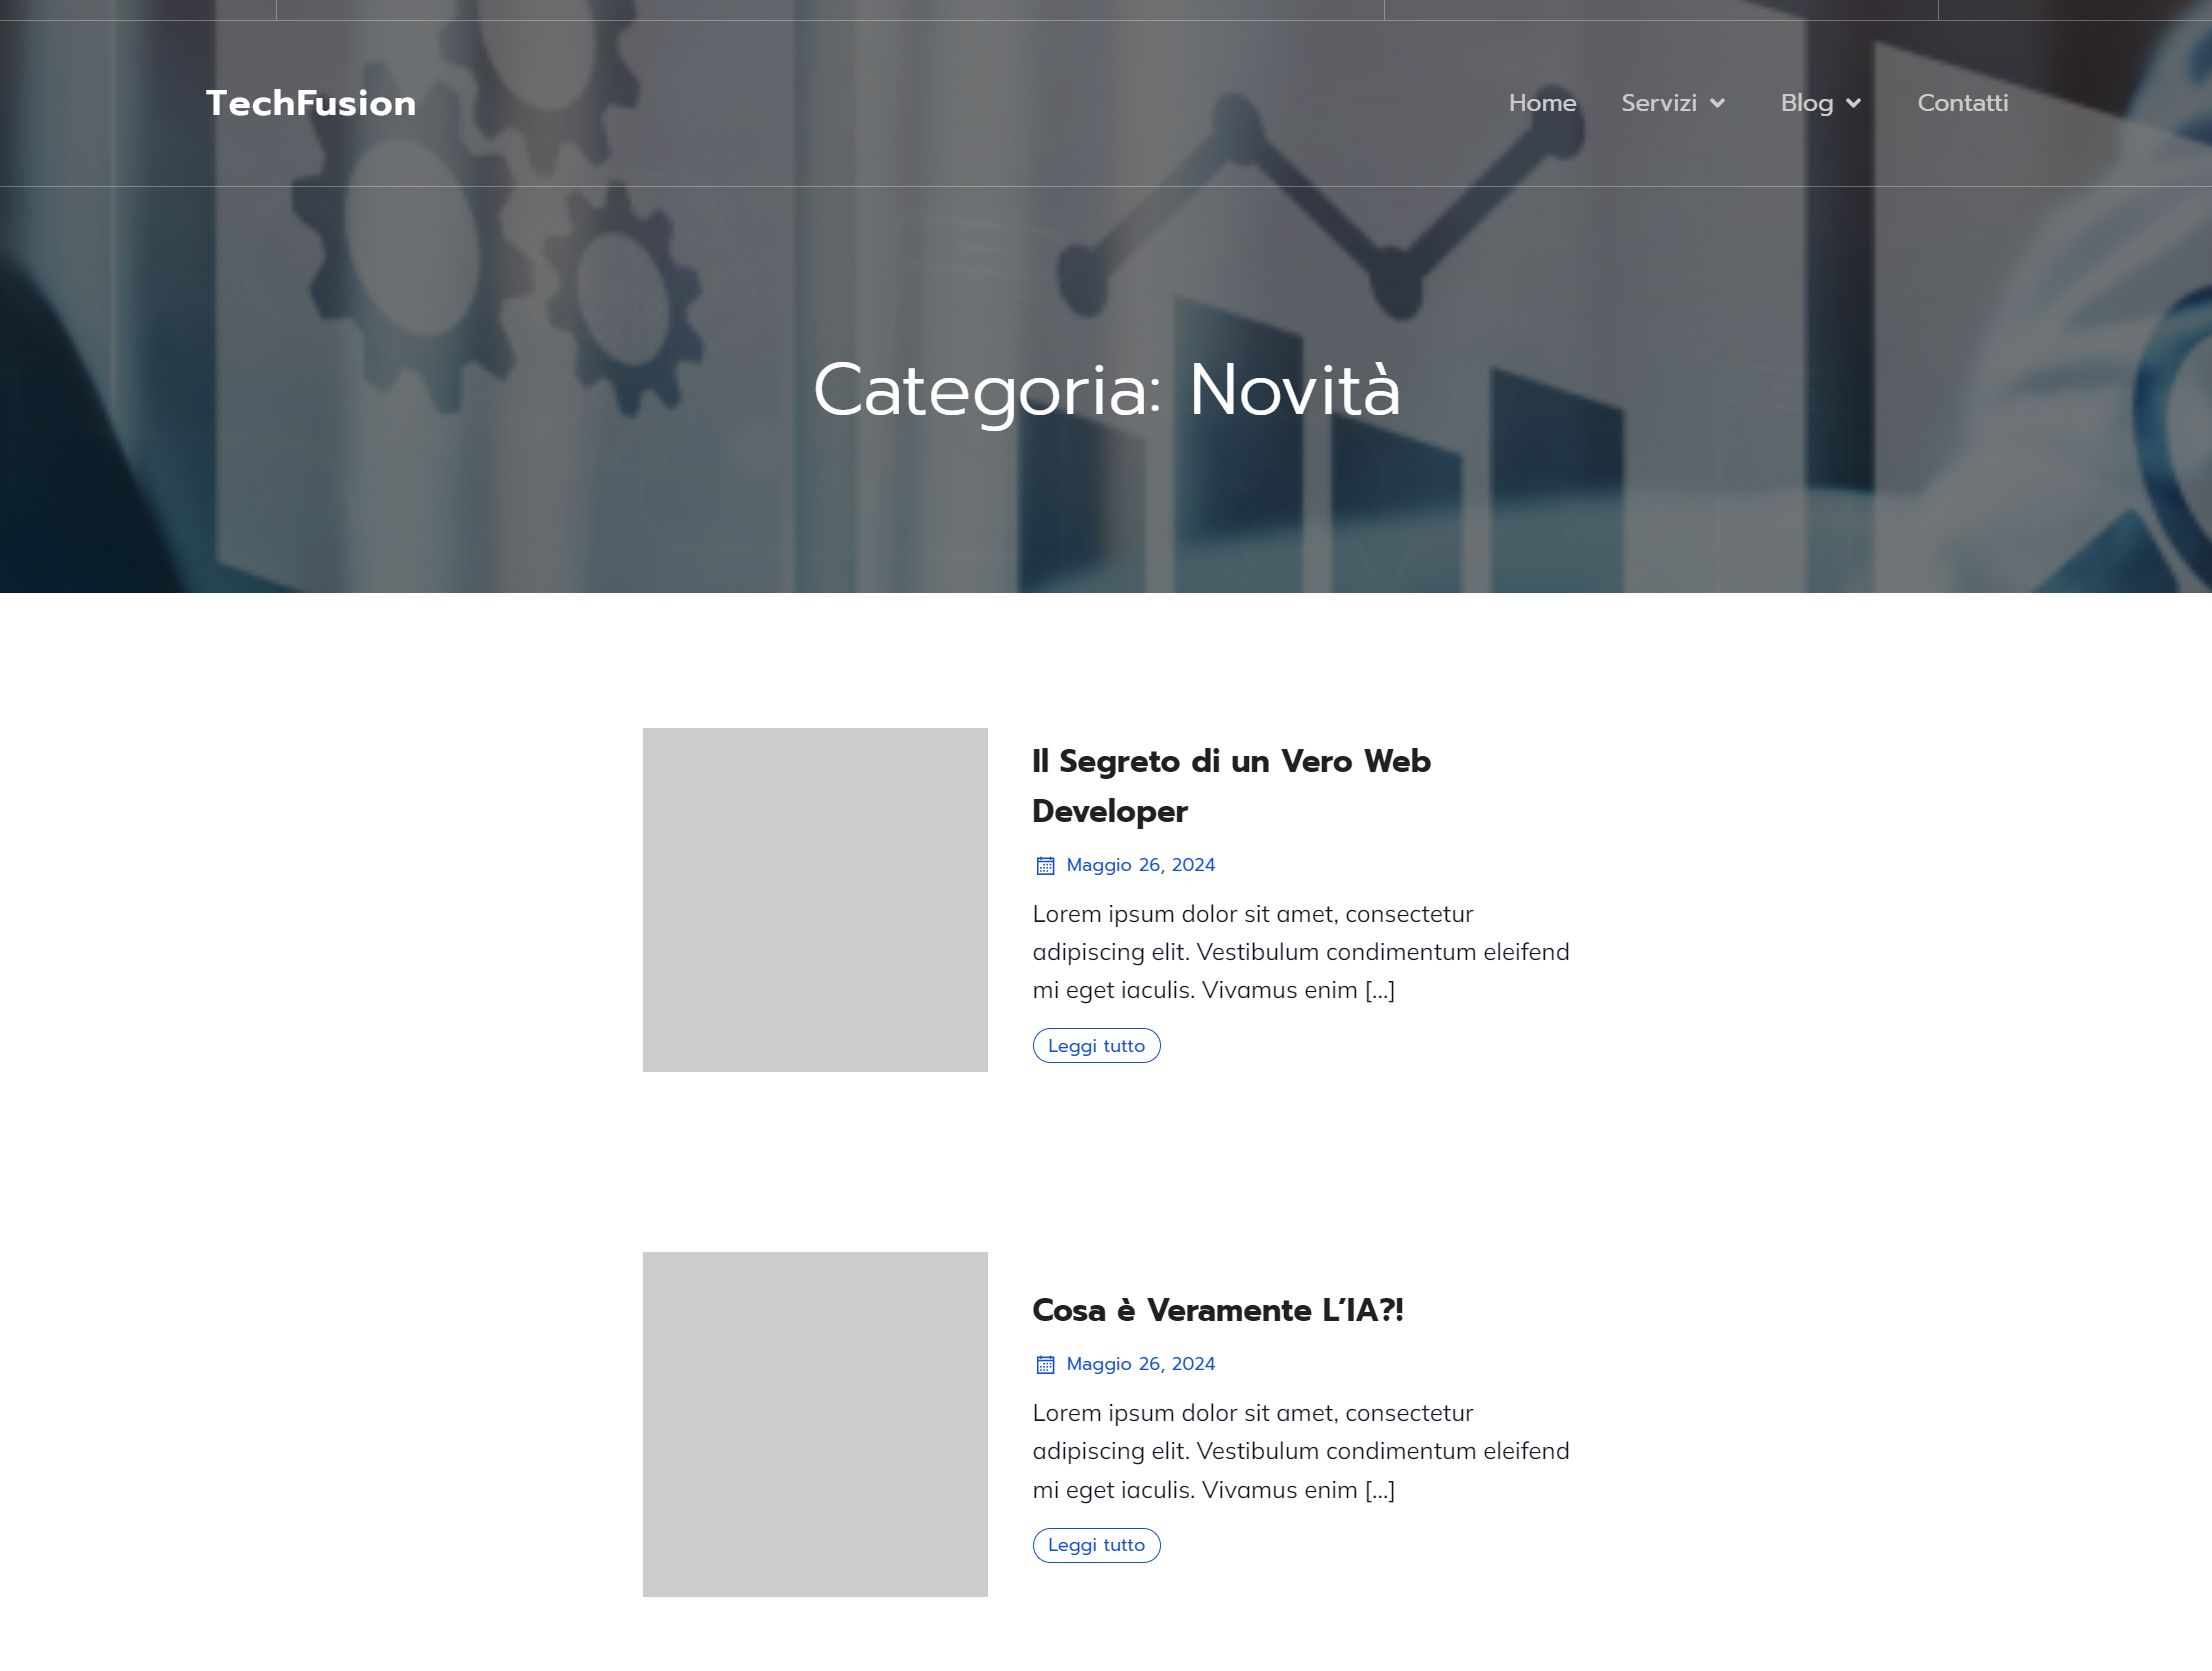 TechFusion
Home Servizi Blog Contatti
Categoria: Novità
Il Segreto di un Vero Web
Developer
Maggio 26, 2024
Lorem ipsum dolor sit amet, consectetur
adipiscing elit. Vestibulum condimentum eleifend
mi eget iaculis. Vivamus enim [...]
Leggi tutto
Cosa è Veramente L’IA?!
Maggio 26, 2024
Lorem ipsum dolor sit amet, consectetur
adipiscing elit. Vestibulum condimentum eleifend
mi eget iaculis. Vivamus enim [...]
Leggi tutto